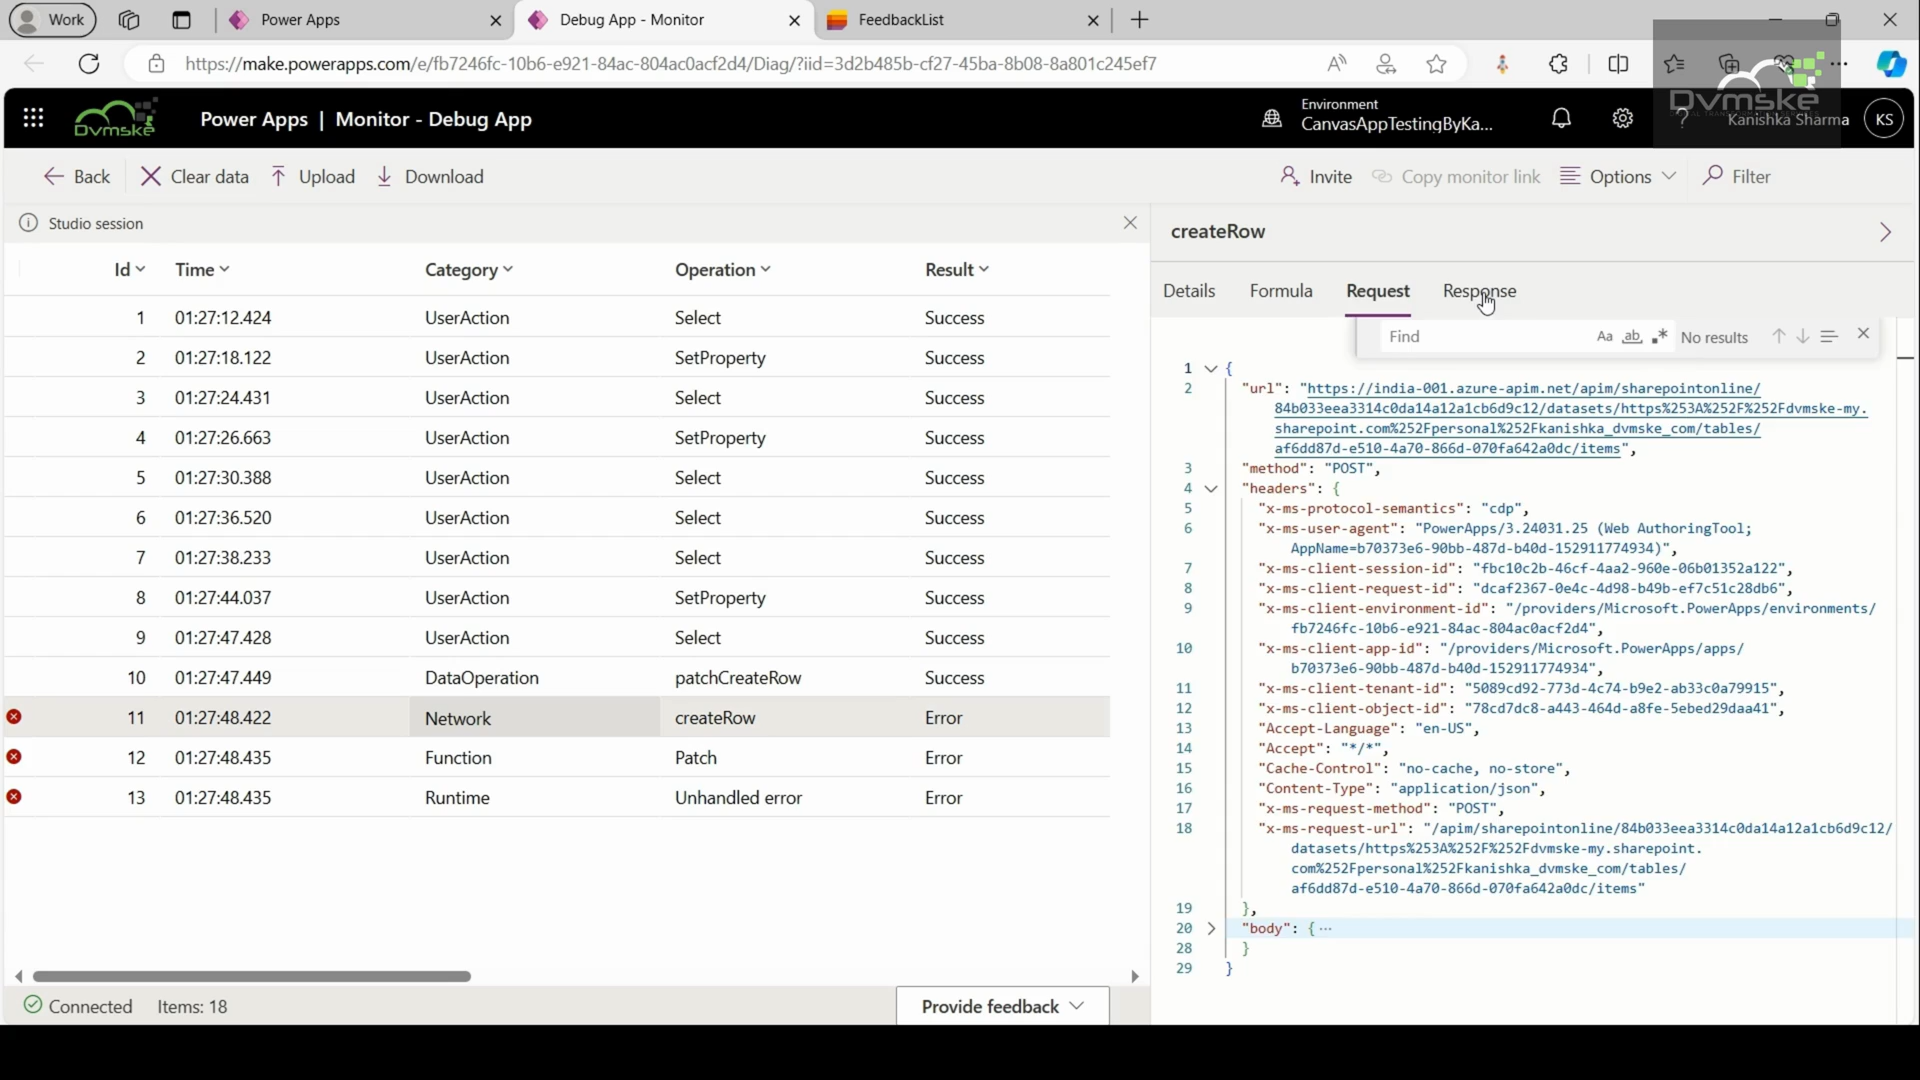 Work
Power Apps
Debug App - Monitor
FeedbackList
https://make.powerapps.com/e/fb7246fc-10b6-e921-84ac-804ac0acf2d4/Diag/?iid=3d2b485b-cf27-45ba-8b08-8a801c245ef7
Dvmske
Dvmske
Power Apps | Monitor - Debug App
Environment
CanvasAppTestingByKa...
Kanishka Sharma
KS
Back
Clear data
Upload
Download
Invite
Copy monitor link
Options
Filter
Studio session
createRow
Id Time Category Operation Result
Details Formula Request Response
Find
Aa ab
No results
1 01:27:12.424 UserAction Select Success
2 01:27:18.122 UserAction SetProperty Success
3 01:27:24.431 UserAction Select Success
4 01:27:26.663 UserAction SetProperty Success
5 01:27:30.388 UserAction Select Success
6 01:27:36.520 UserAction Select Success
7 01:27:38.233 UserAction Select Success
8 01:27:44.037 UserAction SetProperty Success
9 01:27:47.428 UserAction Select Success
10 01:27:47.449 DataOperation patchCreateRow Success
11 01:27:48.422 Network createRow Error
12 01:27:48.435 Function Patch Error
13 01:27:48.435 Runtime Unhandled error Error
1 {
2 "url": "https://india-001.azure-apim.net/apim/sharepointonline/
84b033eea3314c0da14a12a1cb6d9c12/datasets/https%253A%252F%252Fdvmske-my.
sharepoint.com%252Fpersonal%252Fkanishka_dvmske_com/tables/
af6dd87d-e510-4a70-866d-070fa642a0dc/items",
3 "method": "POST",
4 "headers": {
5 "x-ms-protocol-semantics": "cdp",
6 "x-ms-user-agent": "PowerApps/3.24031.25 (Web AuthoringTool;
AppName=b70373e6-90bb-487d-b40d-152911774934)",
7 "x-ms-client-session-id": "fbc10c2b-46cf-4aa2-960e-06b01352a122",
8 "x-ms-client-request-id": "dcaf2367-0e4c-4d98-b49b-ef7c51c28db6",
9 "x-ms-client-environment-id": "/providers/Microsoft.PowerApps/environments/
fb7246fc-10b6-e921-84ac-804ac0acf2d4",
10 "x-ms-client-app-id": "/providers/Microsoft.PowerApps/apps/
b70373e6-90bb-487d-b40d-152911774934",
11 "x-ms-client-tenant-id": "5089cd92-773d-4c74-b9e2-ab33c0a79915",
12 "x-ms-client-object-id": "78cd7dc8-a443-464d-a8fe-5ebed29daa41",
13 "Accept-Language": "en-US",
14 "Accept": "*/*",
15 "Cache-Control": "no-cache, no-store",
16 "Content-Type": "application/json",
17 "x-ms-request-method": "POST",
18 "x-ms-request-url": "/apim/sharepointonline/84b033eea3314c0da14a12a1cb6d9c12/
datasets/https%253A%252F%252Fdvmske-my.sharepoint.
com%252Fpersonal%252Fkanishka_dvmske_com/tables/
af6dd87d-e510-4a70-866d-070fa642a0dc/items"
19 },
20 "body": { ...
28 }
29 }
Connected Items: 18
Provide feedback